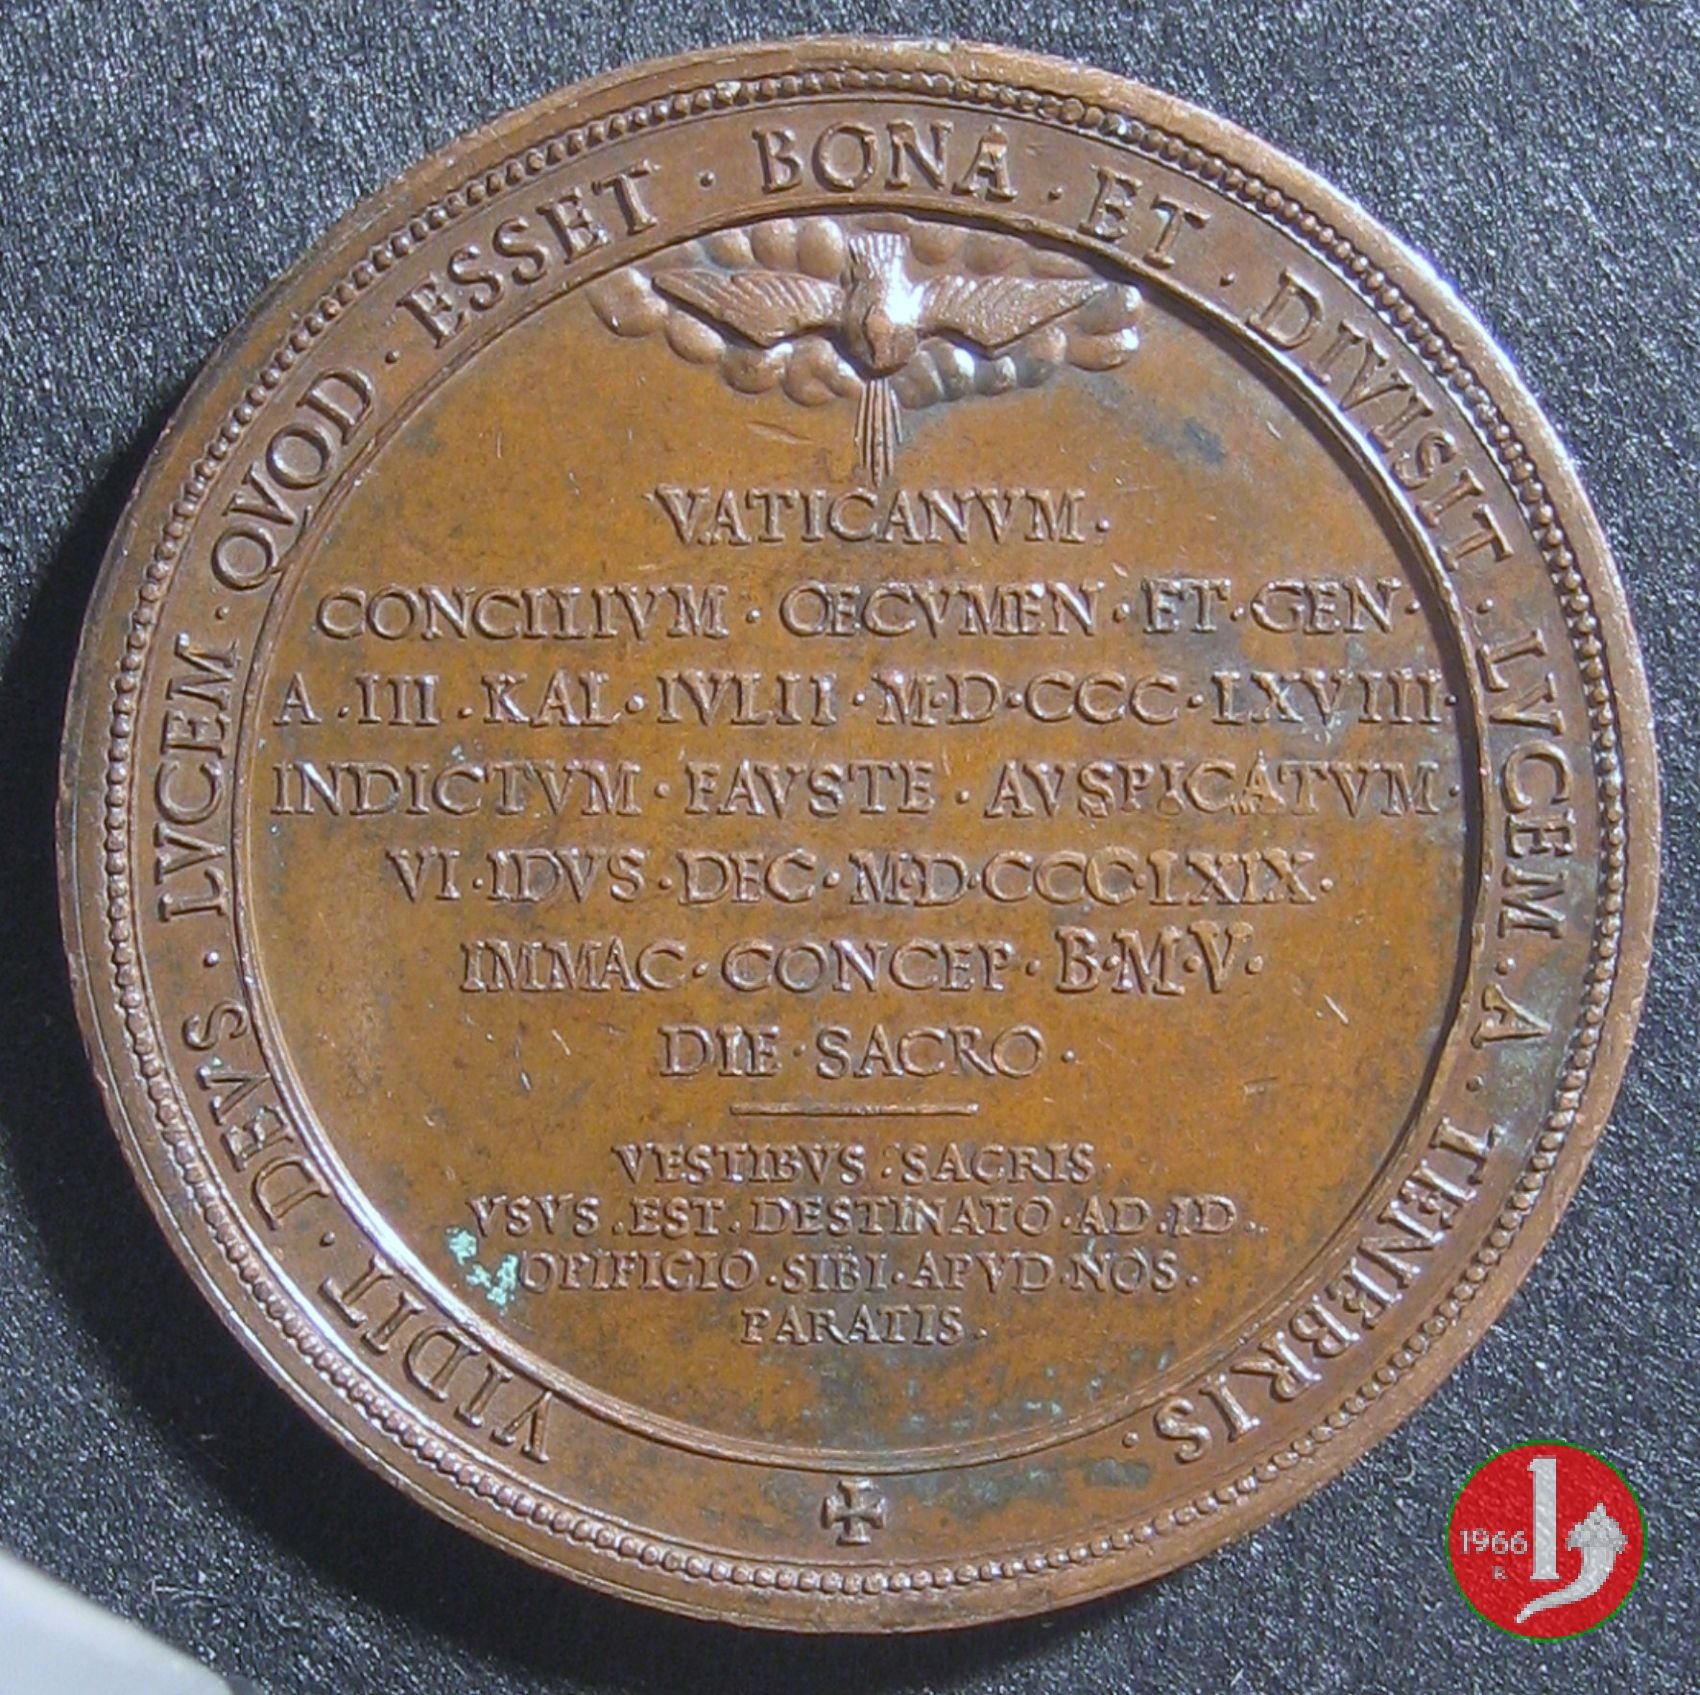 VIDIT · DEVS · LVCEM · QVOD · ESSET · BONA · ET · DIVISIT · LVCEM · A · TENEBRIS ·
VATICANVM ·
CONCILIVM · OECVMEN · ET · GEN ·
A · III · KAL · IVLII · M · D · CCC · LXVIII ·
INDICTVM · FAVSTE · AVSPICATVM ·
VI · IDVS · DEC · M · D · CCC · LXIX ·
IMMAC · CONCEP · B · M · V ·
DIE · SACRO ·
VESTIBVS · SACRIS
VSVS · EST · DESTINATO · AD · ID
OPIFICIO · SIBI · APVD · NOS ·
PARATIS ·
1966
R